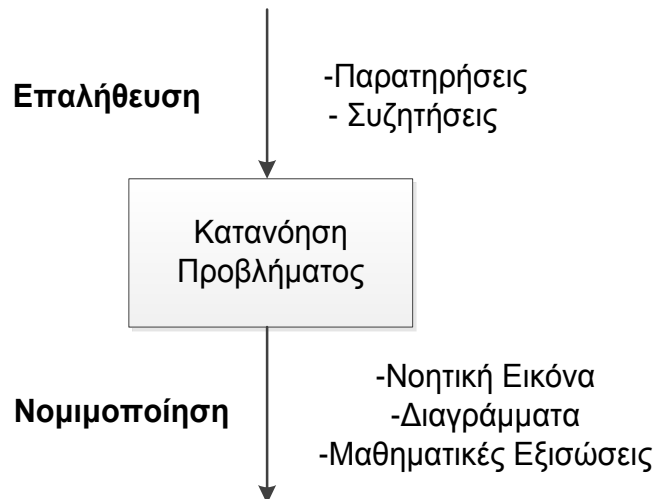 Επαλήθευση
-Παρατηρήσεις
- Συζητήσεις
Κατανόηση
Προβλήματος
Νομιμοποίηση
-Νοητική Εικόνα
-Διαγράμματα
-Μαθηματικές Εξισώσεις